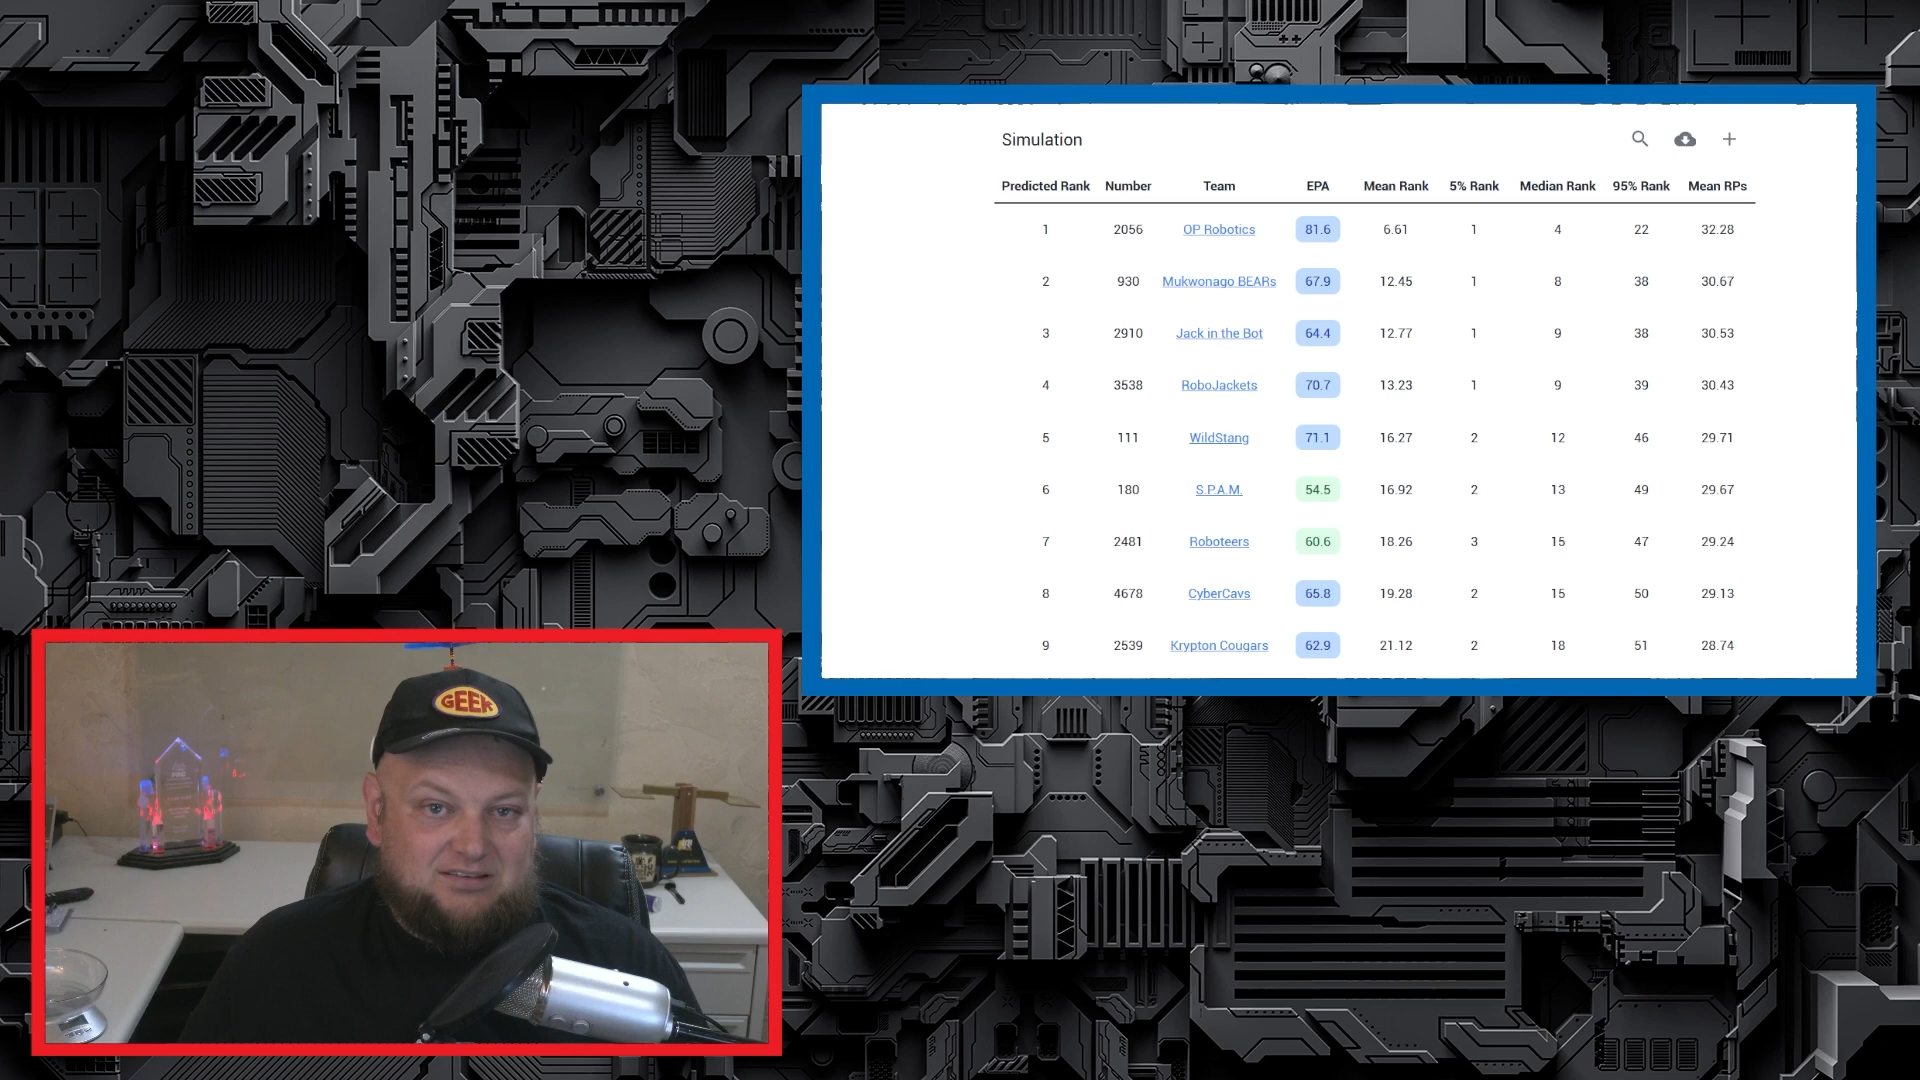 Simulation
Predicted Rank Number Team EPA Mean Rank 5% Rank Median Rank 95% Rank Mean RPs
1 2056 OP Robotics 81.6 6.61 1 4 22 32.28
2 930 Mukwonago BEARs 67.9 12.45 1 8 38 30.67
3 2910 Jack in the Bot 64.4 12.77 1 9 38 30.53
4 3538 RoboJackets 70.7 13.23 1 9 39 30.43
5 111 WildStang 71.1 16.27 2 12 46 29.71
6 180 S.P.A.M. 54.5 16.92 2 13 49 29.67
7 2481 Roboteers 60.6 18.26 3 15 47 29.24
8 4678 CyberCavs 65.8 19.28 2 15 50 29.13
9 2539 Krypton Cougars 62.9 21.12 2 18 51 28.74
GEEK